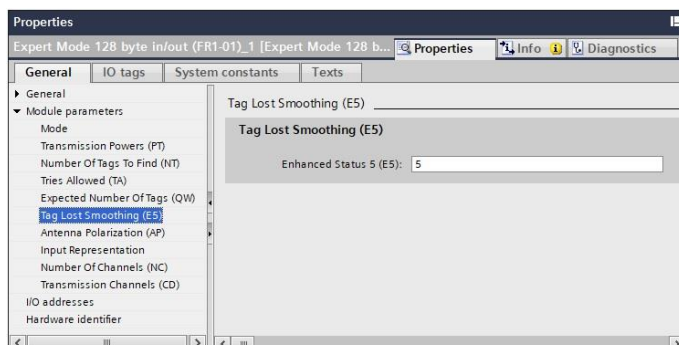 Properties
Expert Mode 128 byte in/out (FR1-01)_1 [Expert Mode 128 b...
Properties
Info
Diagnostics
General
IO tags
System constants
Texts
General
Module parameters
Mode
Transmission Powers (PT)
Number Of Tags To Find (NT)
Tries Allowed (TA)
Expected Number Of Tags (QW)
Tag Lost Smoothing (E5)
Antenna Polarization (AP)
Input Representation
Number Of Channels (NC)
Transmission Channels (CD)
I/O addresses
Hardware identifier
Tag Lost Smoothing (E5)
Tag Lost Smoothing (E5)
Enhanced Status 5 (E5): 5